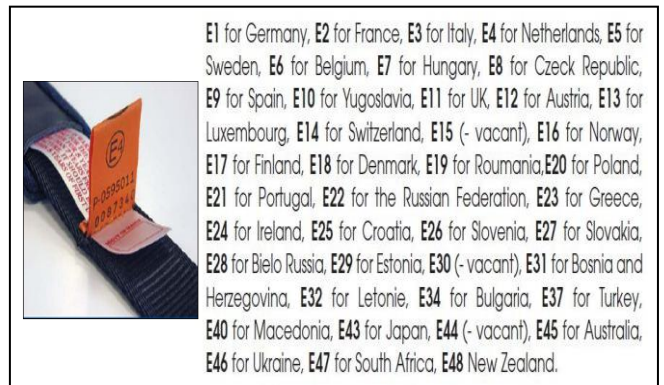 E1 for Germany, E2 for France, E3 for Italy, E4 for Netherlands, E5 for
Sweden, E6 for Belgium, E7 for Hungary, E8 for Czeck Republic,
E9 for Spain, E10 for Yugoslavia, E11 for UK, E12 for Austria, E13 for
Luxembourg, E14 for Switzerland, E15 (- vacant), E16 for Norway,
E17 for Finland, E18 for Denmark, E19 for Roumania,E20 for Poland,
E21 for Portugal, E22 for the Russian Federation, E23 for Greece,
E24 for Ireland, E25 for Croatia, E26 for Slovenia, E27 for Slovakia,
E28 for Bielo Russia, E29 for Estonia, E30 (- vacant), E31 for Bosnia and
Herzegovina, E32 for Letonie, E34 for Bulgaria, E37 for Turkey,
E40 for Macedonia, E43 for Japan, E44 (- vacant), E45 for Australia,
E46 for Ukraine, E47 for South Africa, E48 New Zealand.
E4
P-0595011